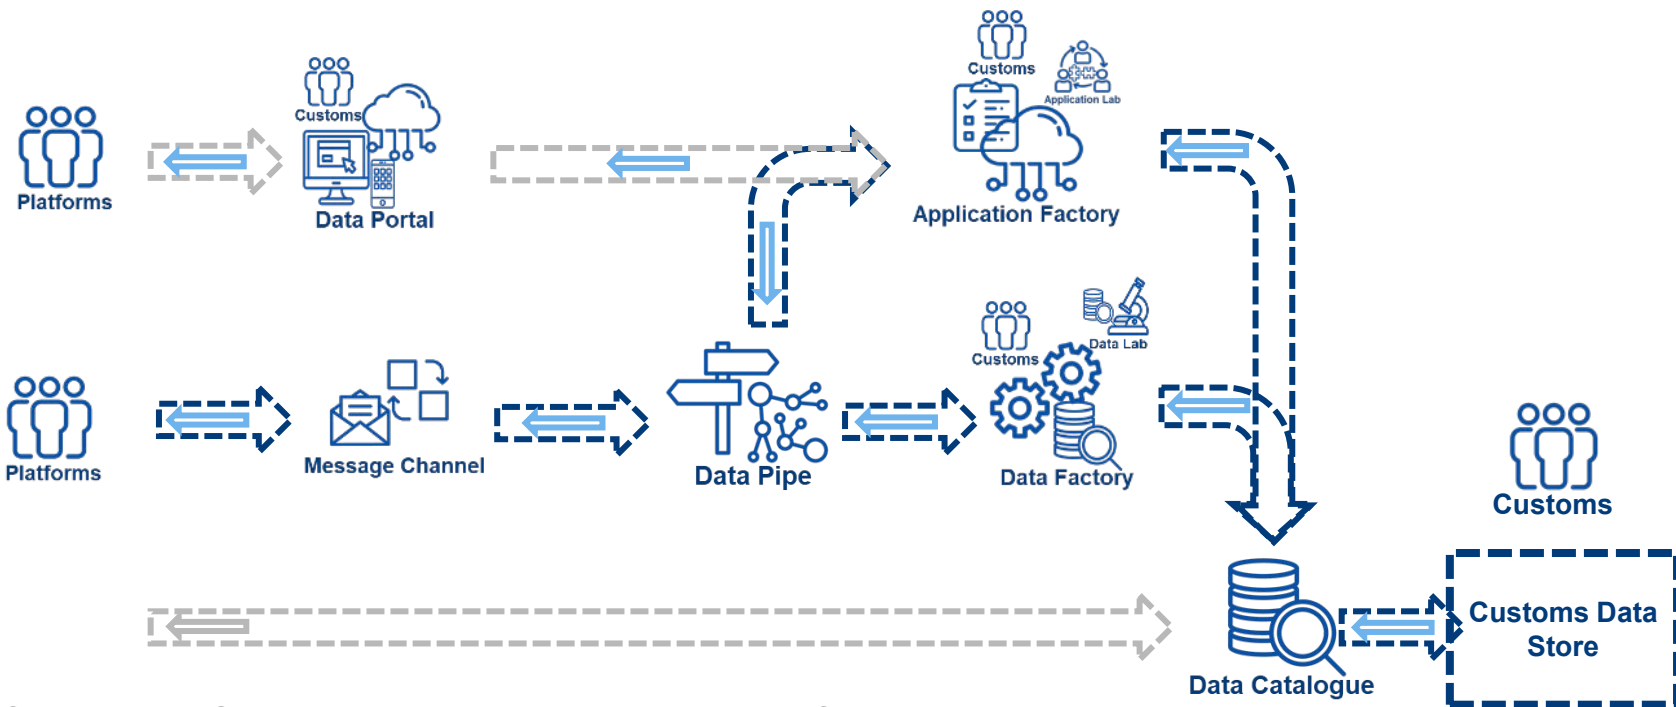 Customs
Application Lab
Customs
Platforms
Data Portal
Application Factory
Customs
Data Lab
Platforms
Message Channel
Data Pipe
Data Factory
Customs
Customs Data
Store
Data Catalogue